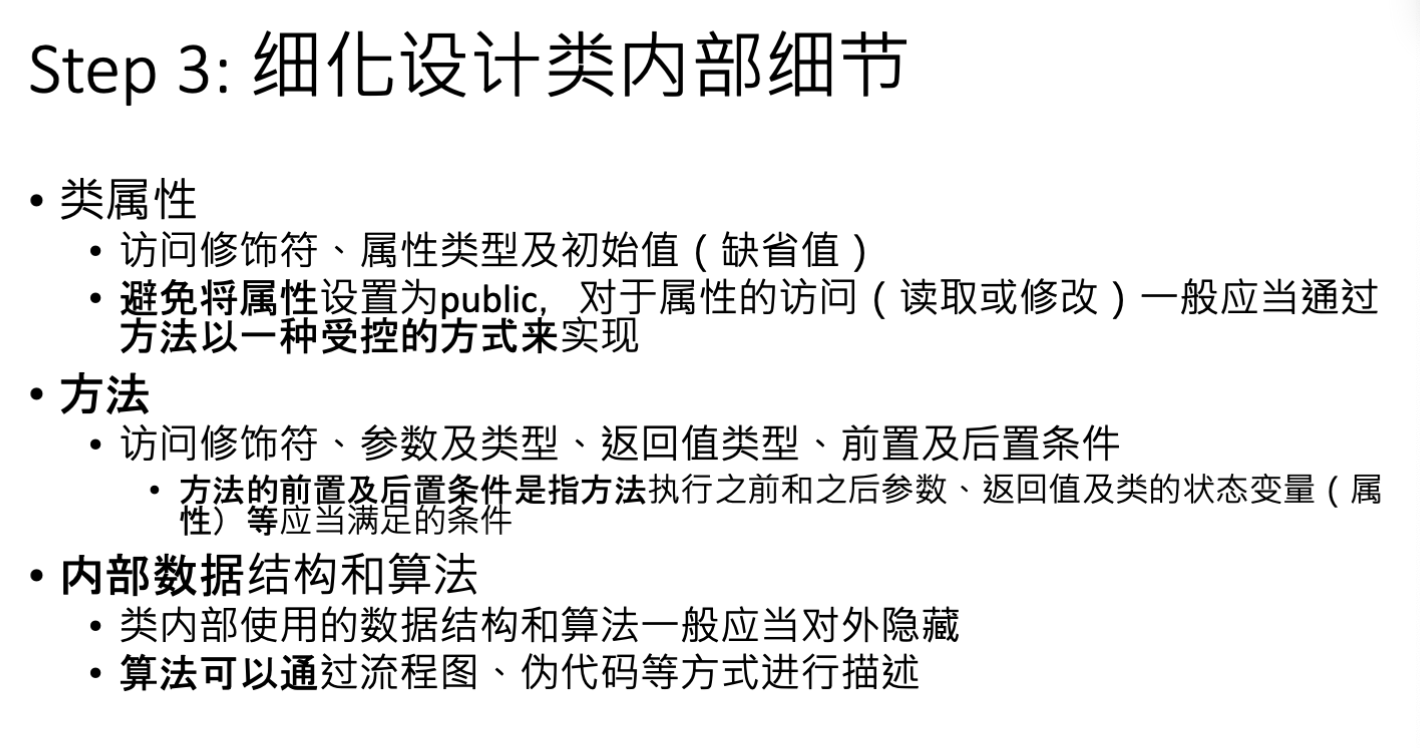 Step 3: 细化设计类内部细节
• 类属性
• 访问修饰符、属性类型及初始值（缺省值）
• 避免将属性设置为public，对于属性的访问（读取或修改）一般应当通过
方法以一种受控的方式来实现
• 方法
• 访问修饰符、参数及类型、返回值类型、前置及后置条件
• 方法的前置及后置条件是指方法执行之前和之后参数、返回值及类的状态变量（属
性）等应当满足的条件
• 内部数据结构和算法
• 类内部使用的数据结构和算法一般应当对外隐藏
• 算法可以通过流程图、伪代码等方式进行描述